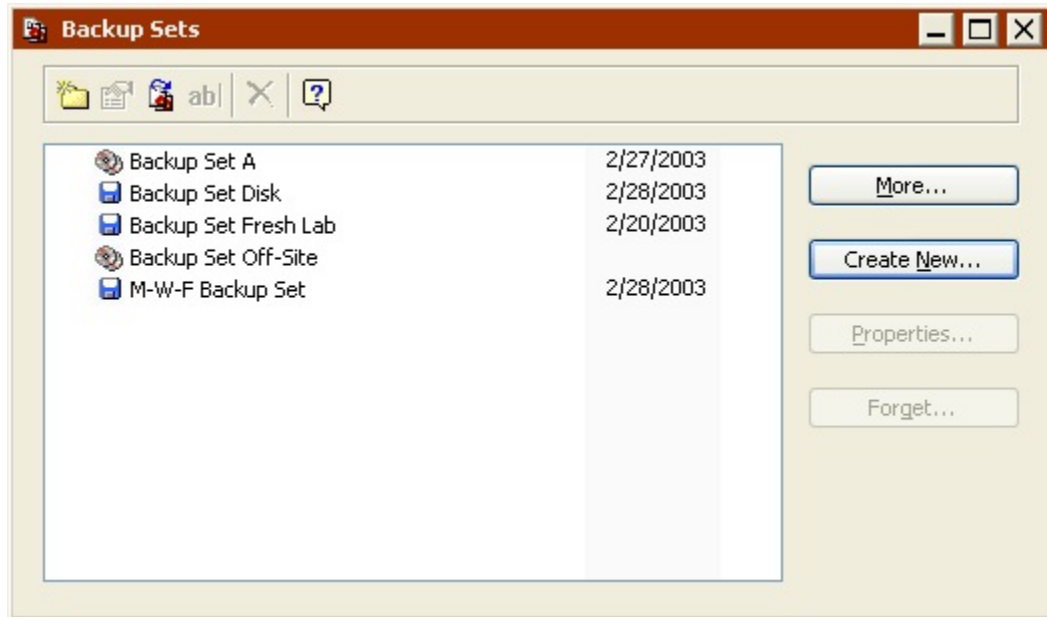 Backup Sets
ab|
Backup Set A 2/27/2003
Backup Set Disk 2/28/2003
Backup Set Fresh Lab 2/20/2003
Backup Set Off-Site
M-W-F Backup Set 2/28/2003
More...
Create New...
Properties...
Forget...